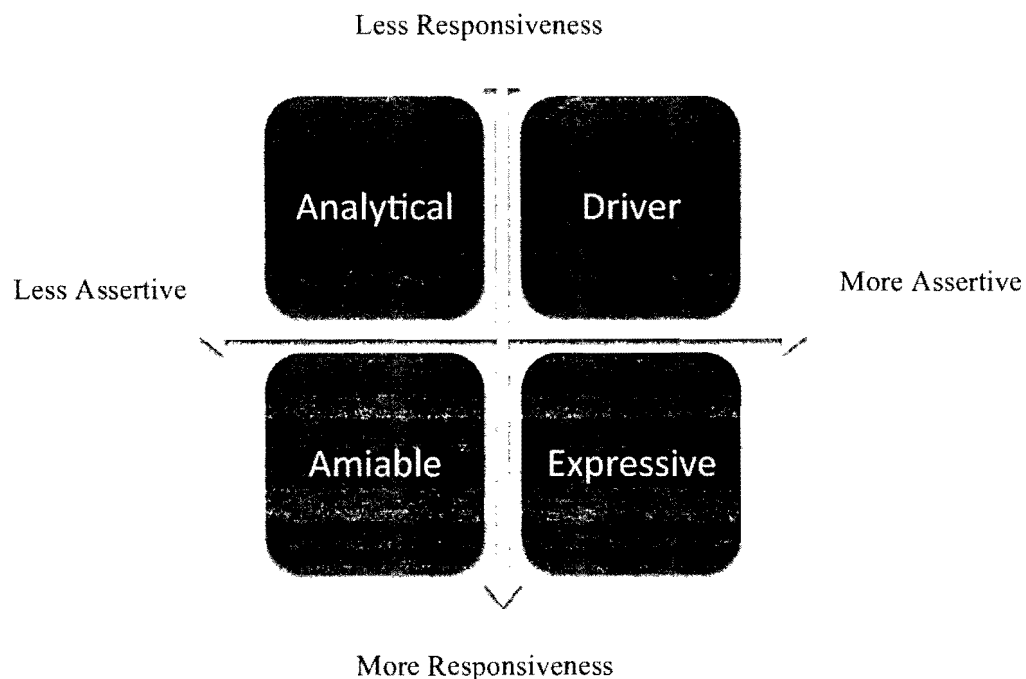 Less Responsiveness
Analytical
Driver
Less Assertive
More Assertive
Amiable
Expressive
More Responsiveness